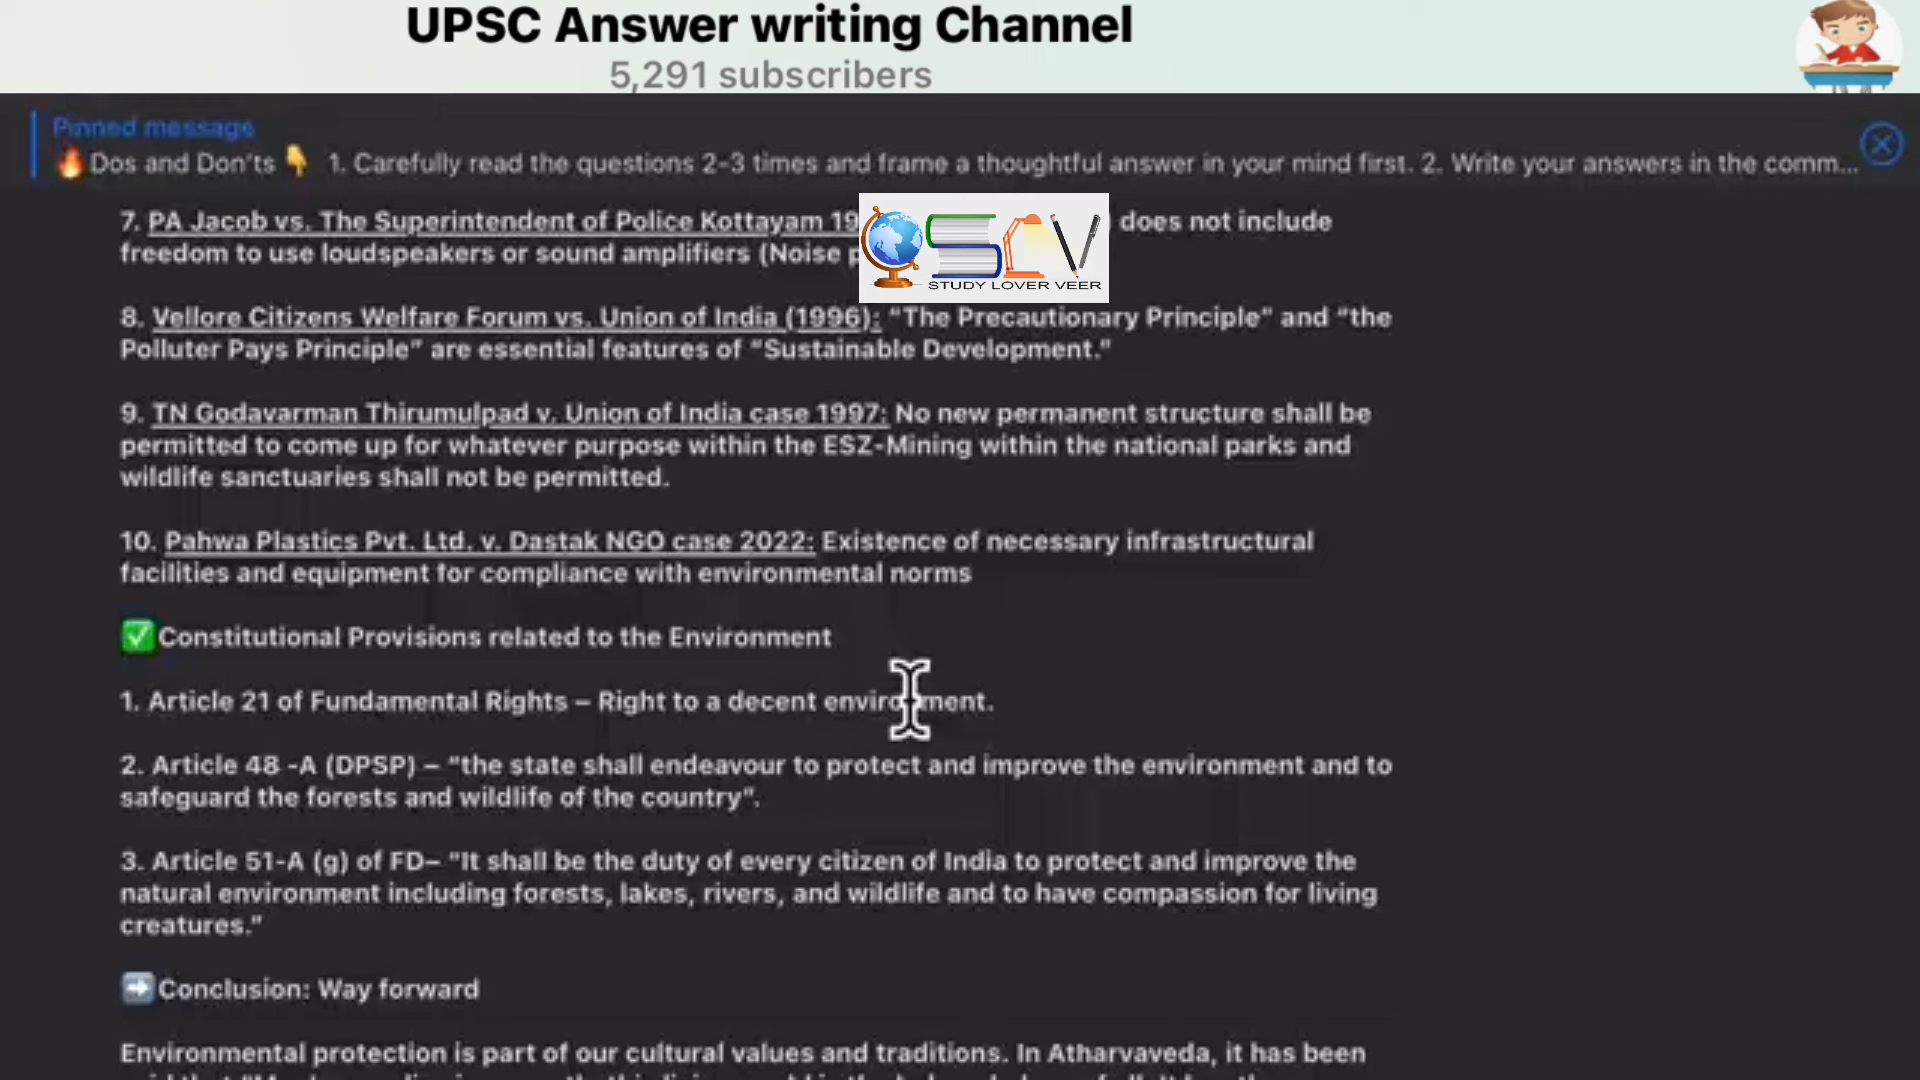 UPSC Answer writing Channel
5,291 subscribers
Pinned message
🔥 Dos and Don'ts 👇 1. Carefully read the questions 2-3 times and frame a thoughtful answer in your mind first. 2. Write your answers in the comm...
7. PA Jacob vs. The Superintendent of Police Kottayam 19 does not include
freedom to use loudspeakers or sound amplifiers (Noise
STUDY LOVER VEER
8. Vellore Citizens Welfare Forum vs. Union of India (1996): "The Precautionary Principle" and "the
Polluter Pays Principle" are essential features of "Sustainable Development."
9. TN Godavarman Thirumulpad v. Union of India case 1997: No new permanent structure shall be
permitted to come up for whatever purpose within the ESZ-Mining within the national parks and
wildlife sanctuaries shall not be permitted.
10. Pahwa Plastics Pvt. Ltd. v. Dastak NGO case 2022: Existence of necessary infrastructural
facilities and equipment for compliance with environmental norms
✅Constitutional Provisions related to the Environment
1. Article 21 of Fundamental Rights – Right to a decent environment.
2. Article 48 -A (DPSP) – "the state shall endeavour to protect and improve the environment and to
safeguard the forests and wildlife of the country".
3. Article 51-A (g) of FD– "It shall be the duty of every citizen of India to protect and improve the
natural environment including forests, lakes, rivers, and wildlife and to have compassion for living
creatures."
➡️Conclusion: Way forward
Environmental protection is part of our cultural values and traditions. In Atharvaveda, it has been